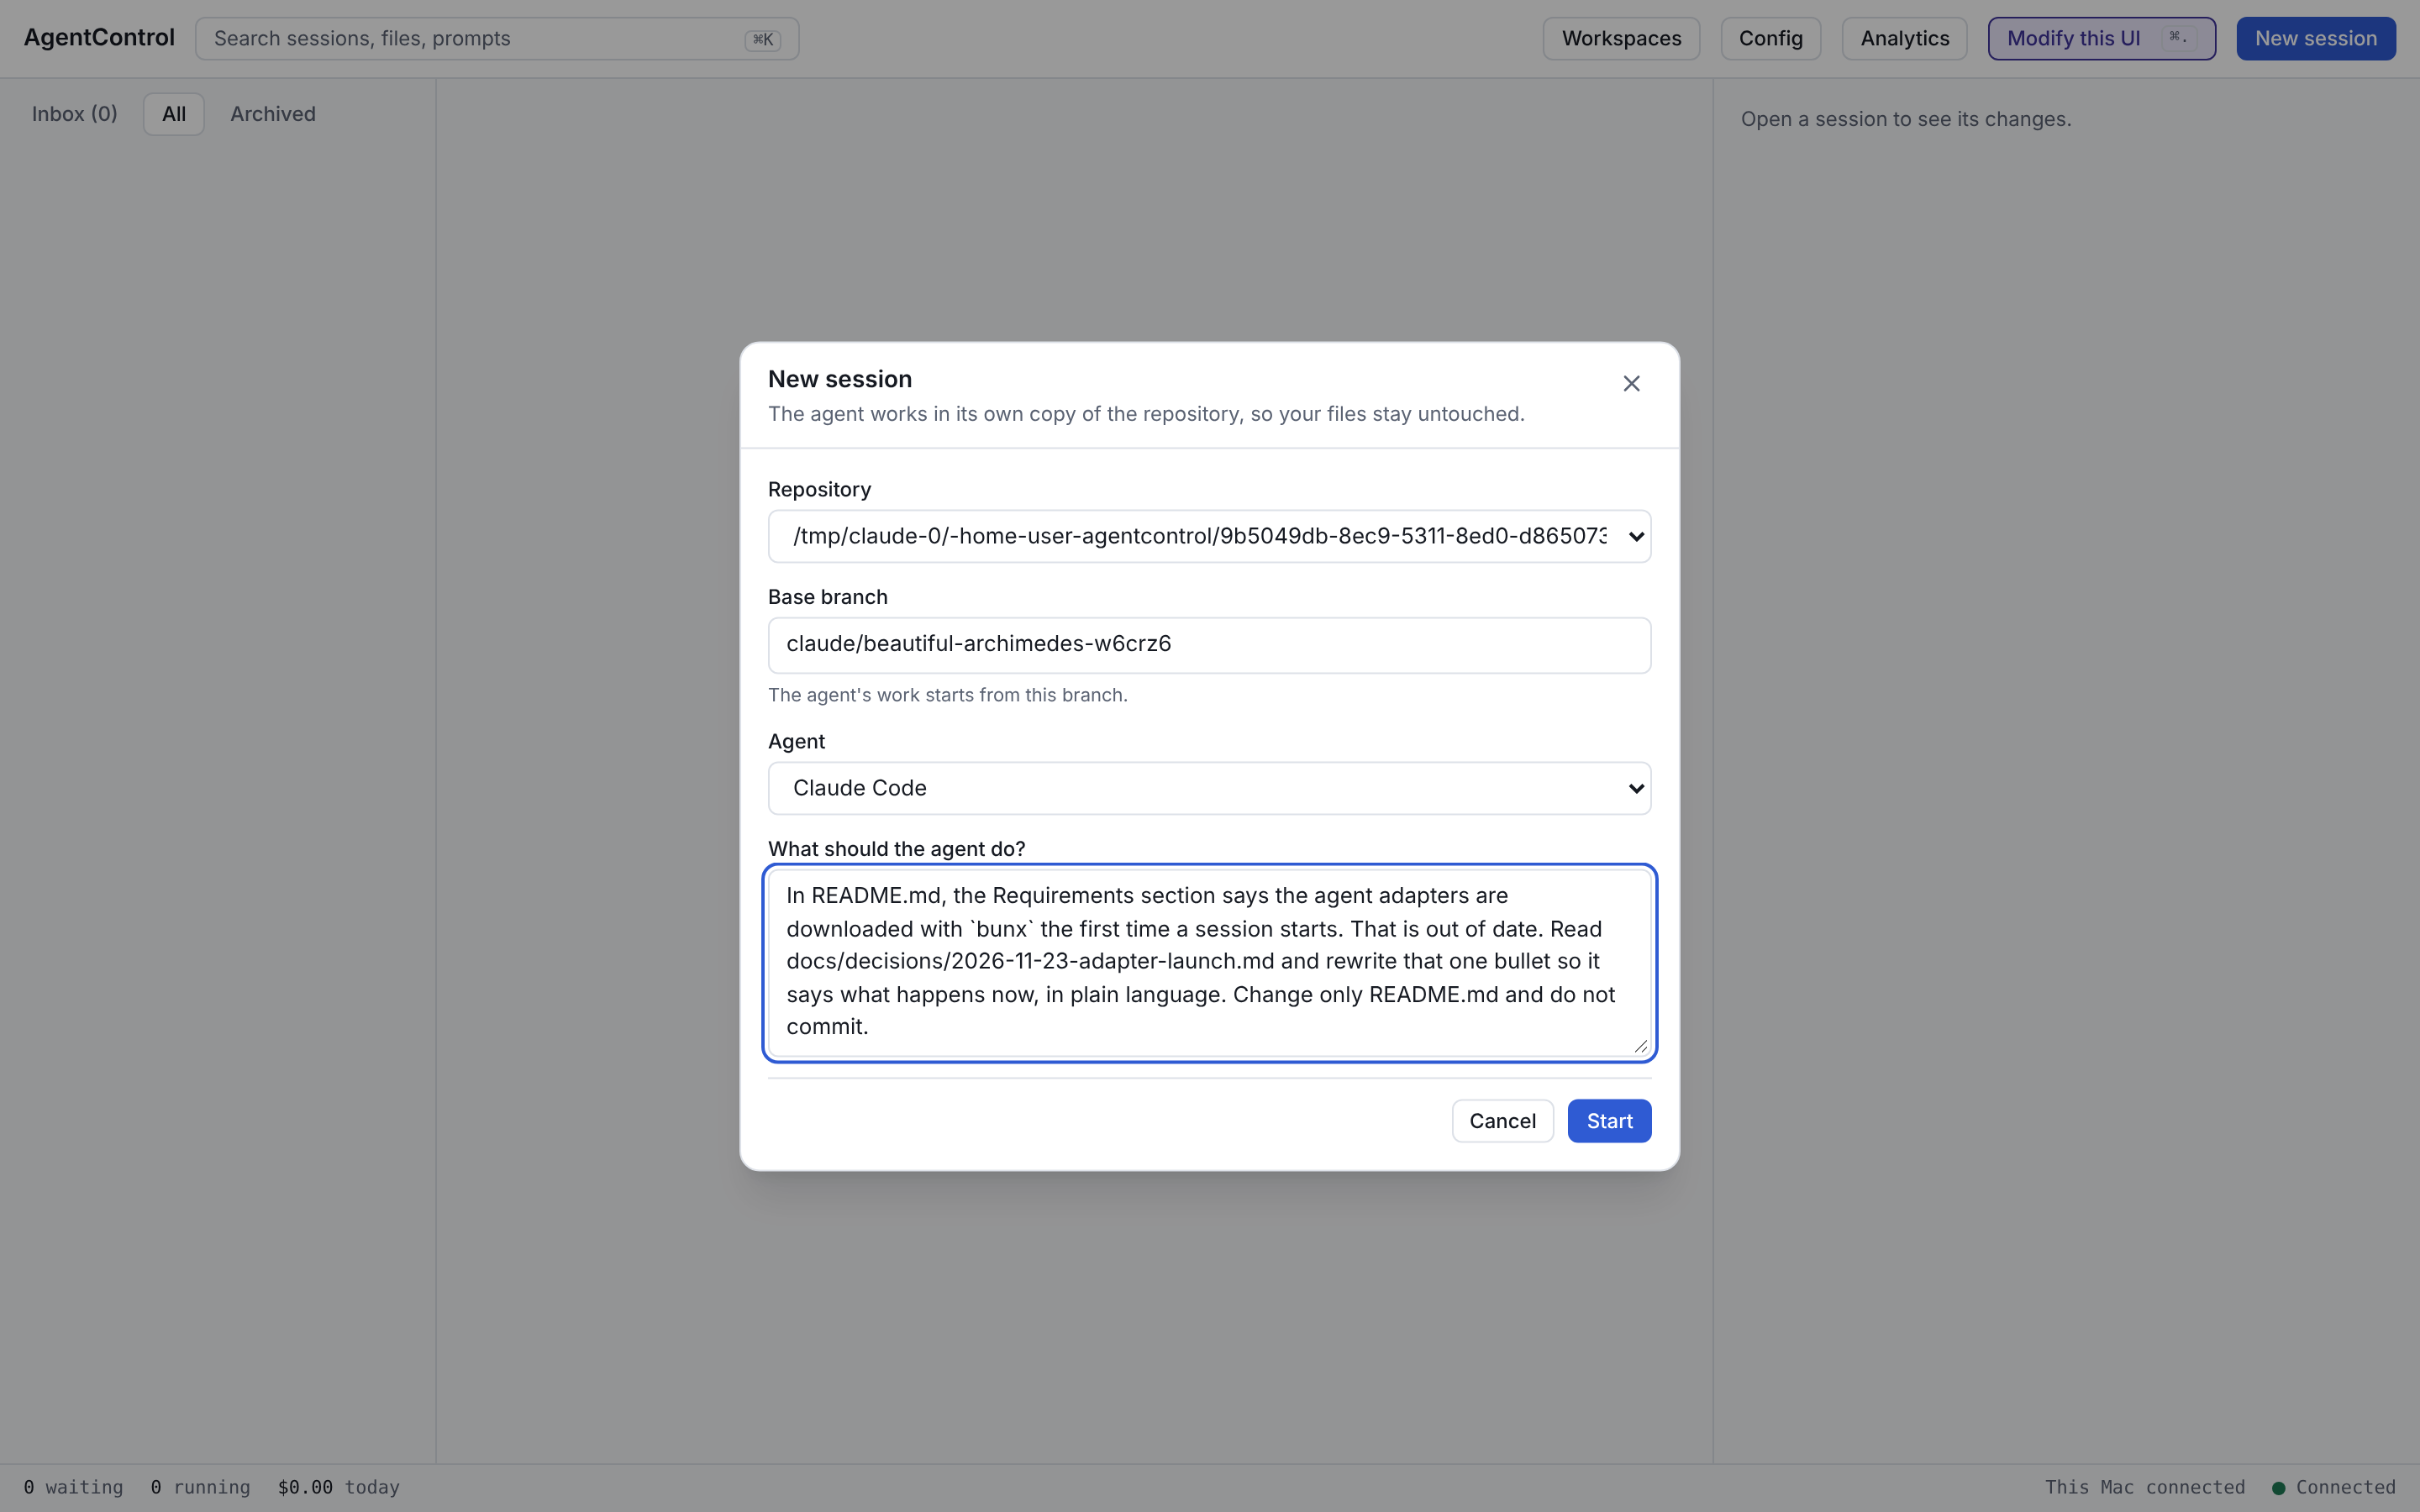 AgentControl
Search sessions, files, prompts
⌘K
Workspaces
Config
Analytics
Modify this UI ⌘.
New session
Inbox (0)
All
Archived
Open a session to see its changes.
New session
The agent works in its own copy of the repository, so your files stay untouched.
Repository
/tmp/claude-0/-home-user-agentcontrol/9b5049db-8ec9-5311-8ed0-d865073
Base branch
claude/beautiful-archimedes-w6crz6
The agent's work starts from this branch.
Agent
Claude Code
What should the agent do?
In README.md, the Requirements section says the agent adapters are
downloaded with `bunx` the first time a session starts. That is out of date. Read
docs/decisions/2026-11-23-adapter-launch.md and rewrite that one bullet so it
says what happens now, in plain language. Change only README.md and do not
commit.
Cancel
Start
0 waiting
0 running
$0.00 today
This Mac connected
Connected